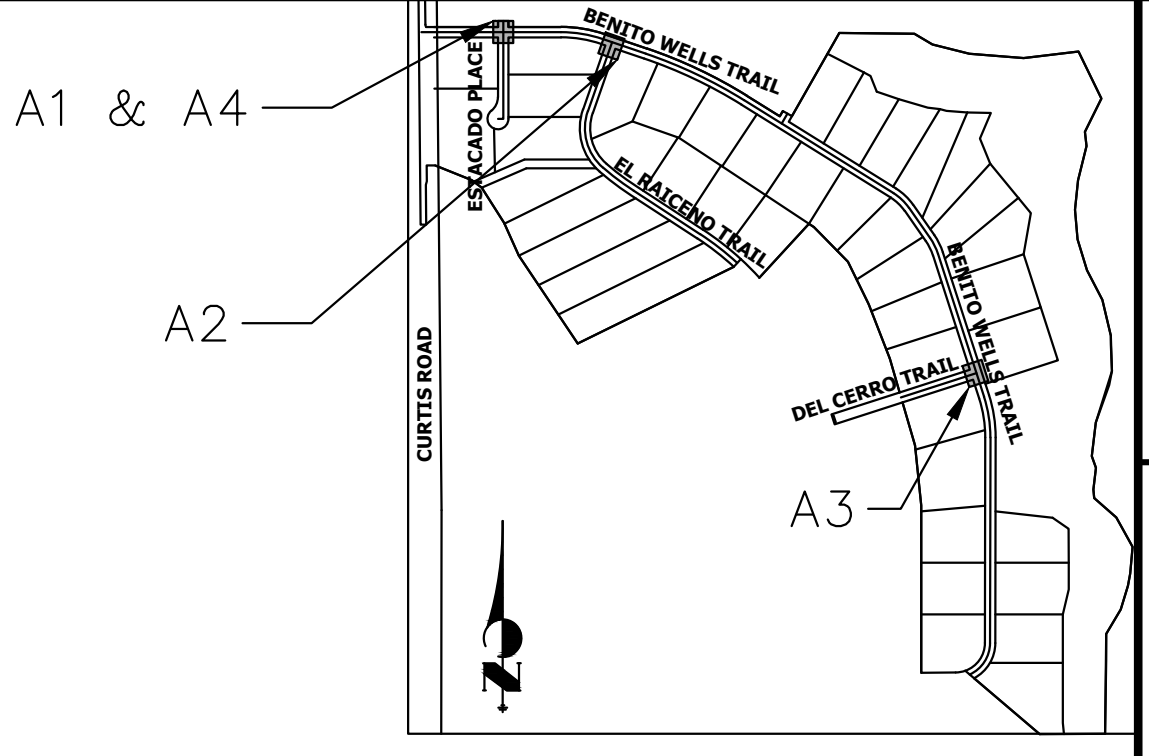 BENITO WELLS TRAIL
A1 & A4
ESTACADO PLACE
EL RAICENO TRAIL
A2
BENITO WELLS TRAIL
CURTIS ROAD
DEL CERRO TRAIL
A3
N